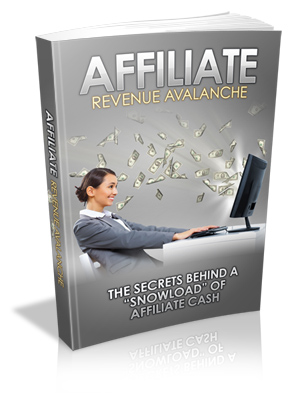 AFFILIATE
REVENUE AVALANCHE
THE SECRETS BEHIND A
"SNOWLOAD" OF
AFFILIATE CASH
AFFILIATE REVENUE AVALANCHE